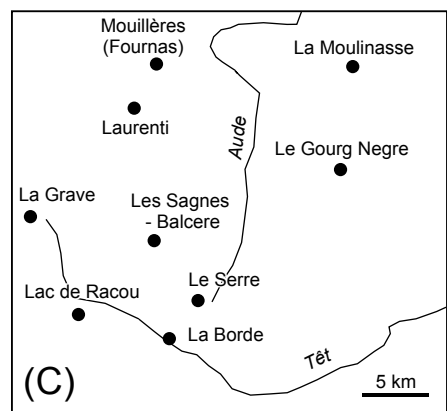 Mouillères
(Fournas)
La Moulinasse
Laurenti
Aude
Le Gourg Negre
La Grave
Les Sagnes
- Balcere
Le Serre
Lac de Racou
La Borde
Têt
(C)
5 km